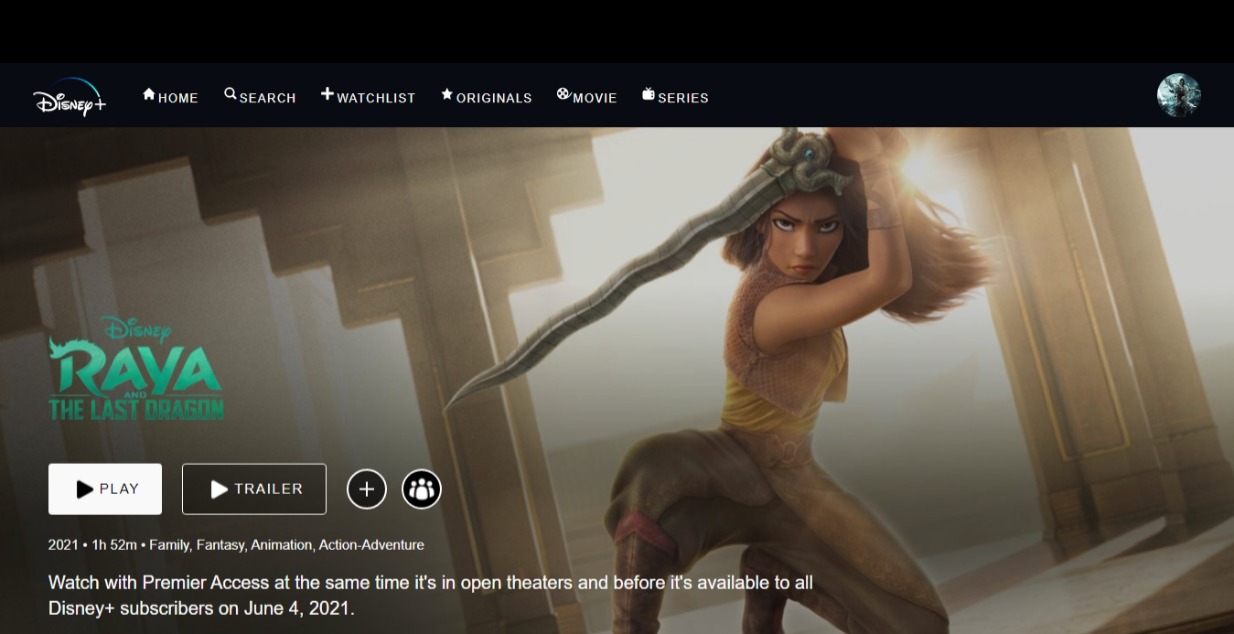 Disney+
HOME
SEARCH
WATCHLIST
ORIGINALS
MOVIE
SERIES
Disney
RAYA
AND
THE LAST DRAGON
PLAY
TRAILER
2021 • 1h 52m • Family, Fantasy, Animation, Action-Adventure
Watch with Premier Access at the same time it's in open theaters and before it's available to all
Disney+ subscribers on June 4, 2021.